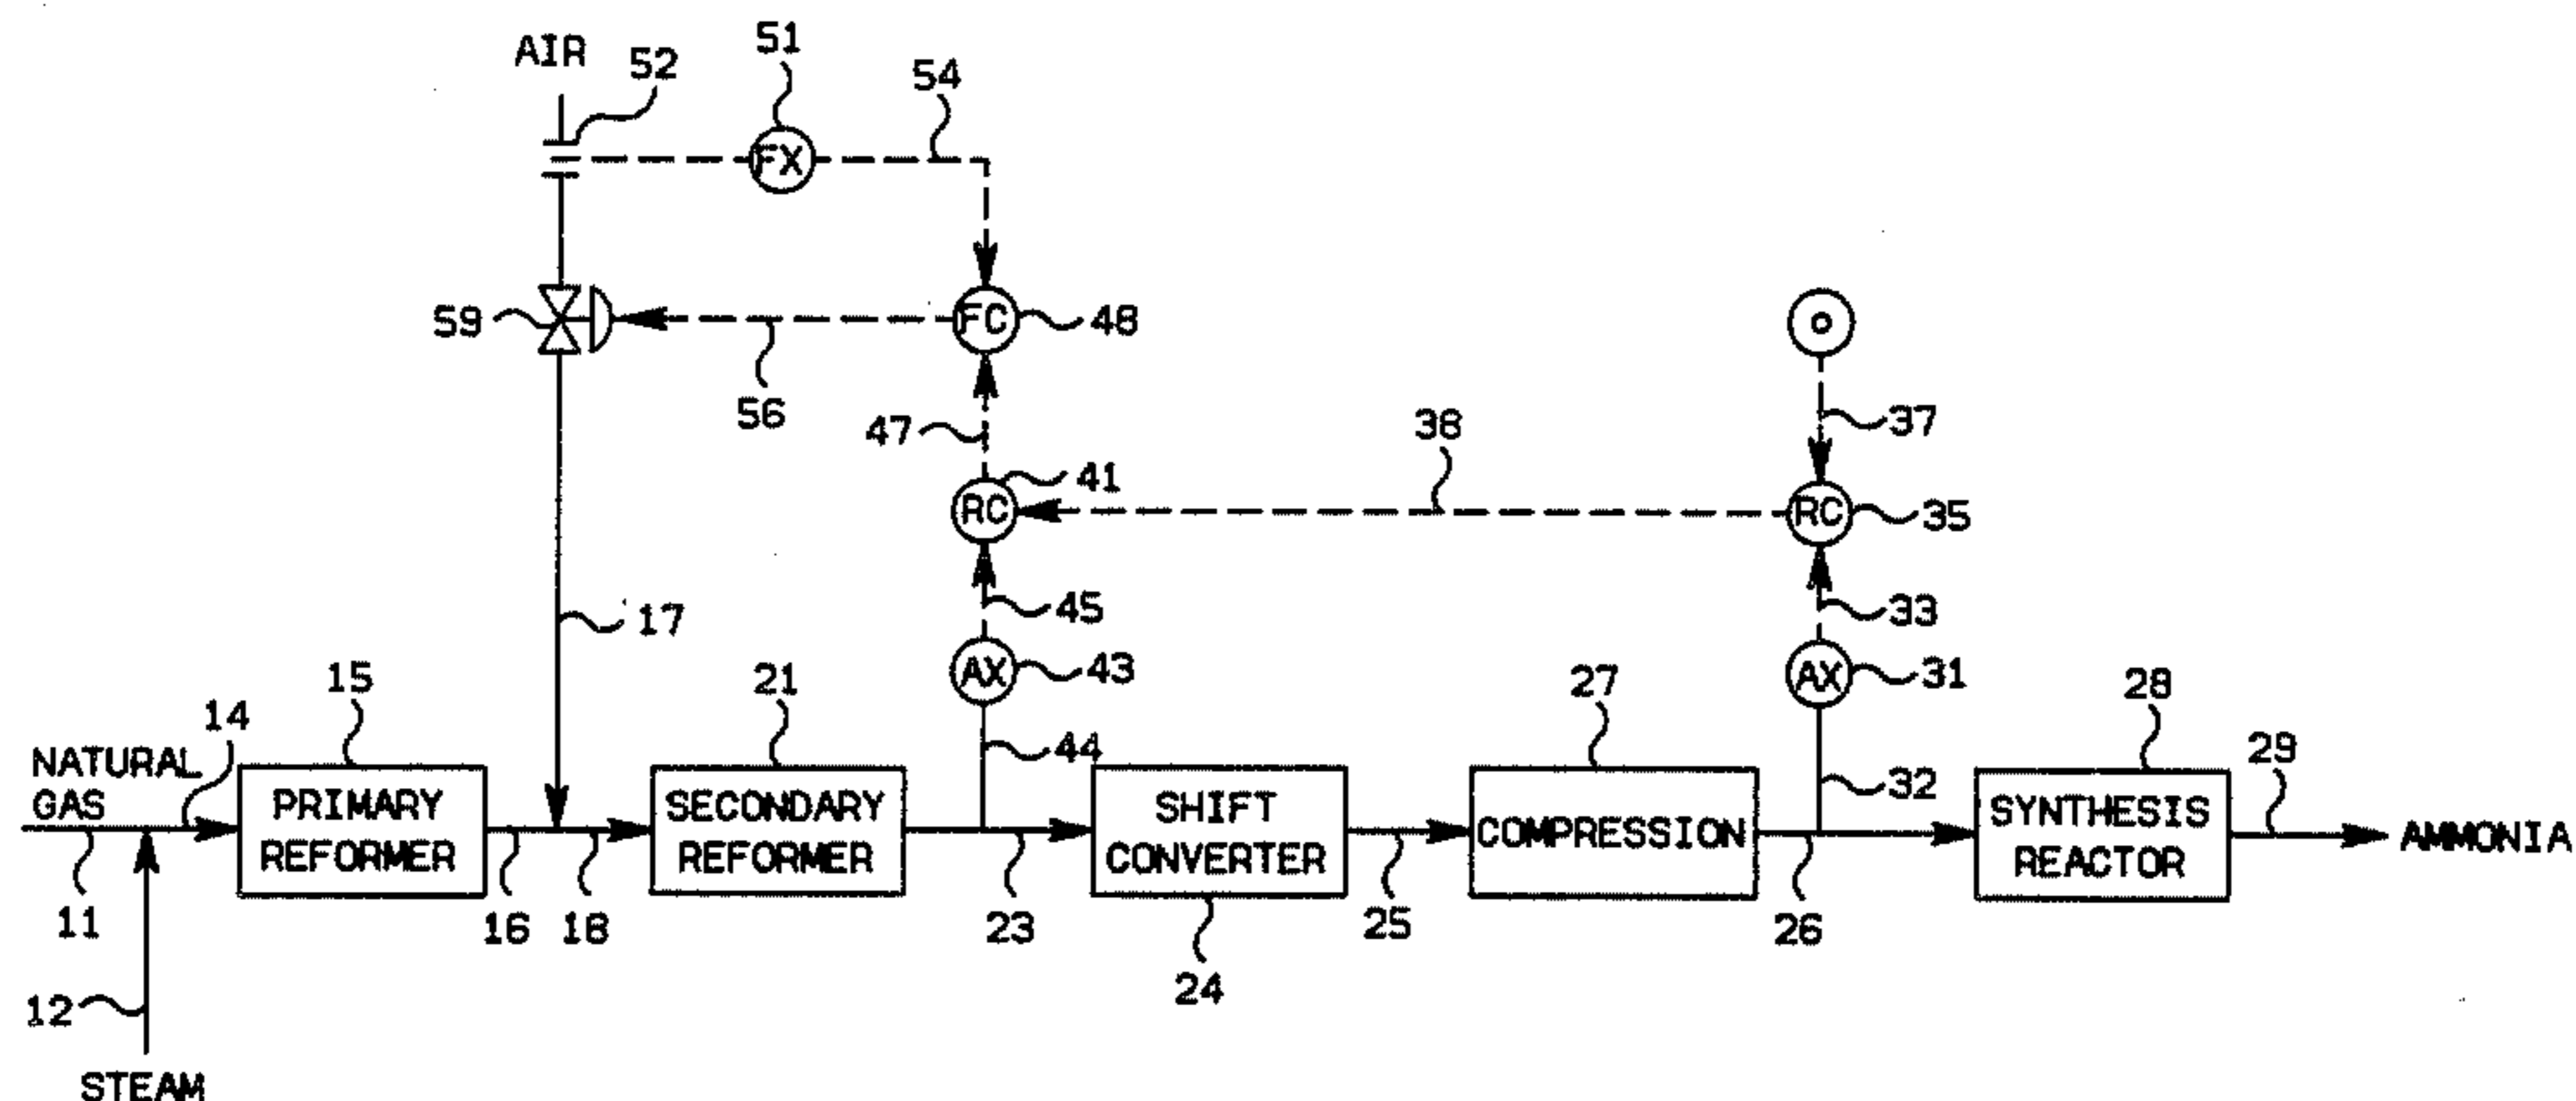 AIR
52
51
54
FX
59
FC
48
56
47
38
37
41
RC
RC
35
17
45
33
AX
43
AX
31
15
21
27
28
14
44
32
29
NATURAL
GAS
PRIMARY
REFORMER
SECONDARY
REFORMER
SHIFT
CONVERTER
COMPRESSION
SYNTHESIS
REACTOR
AMMONIA
11
16
18
23
25
26
24
12
STEAM